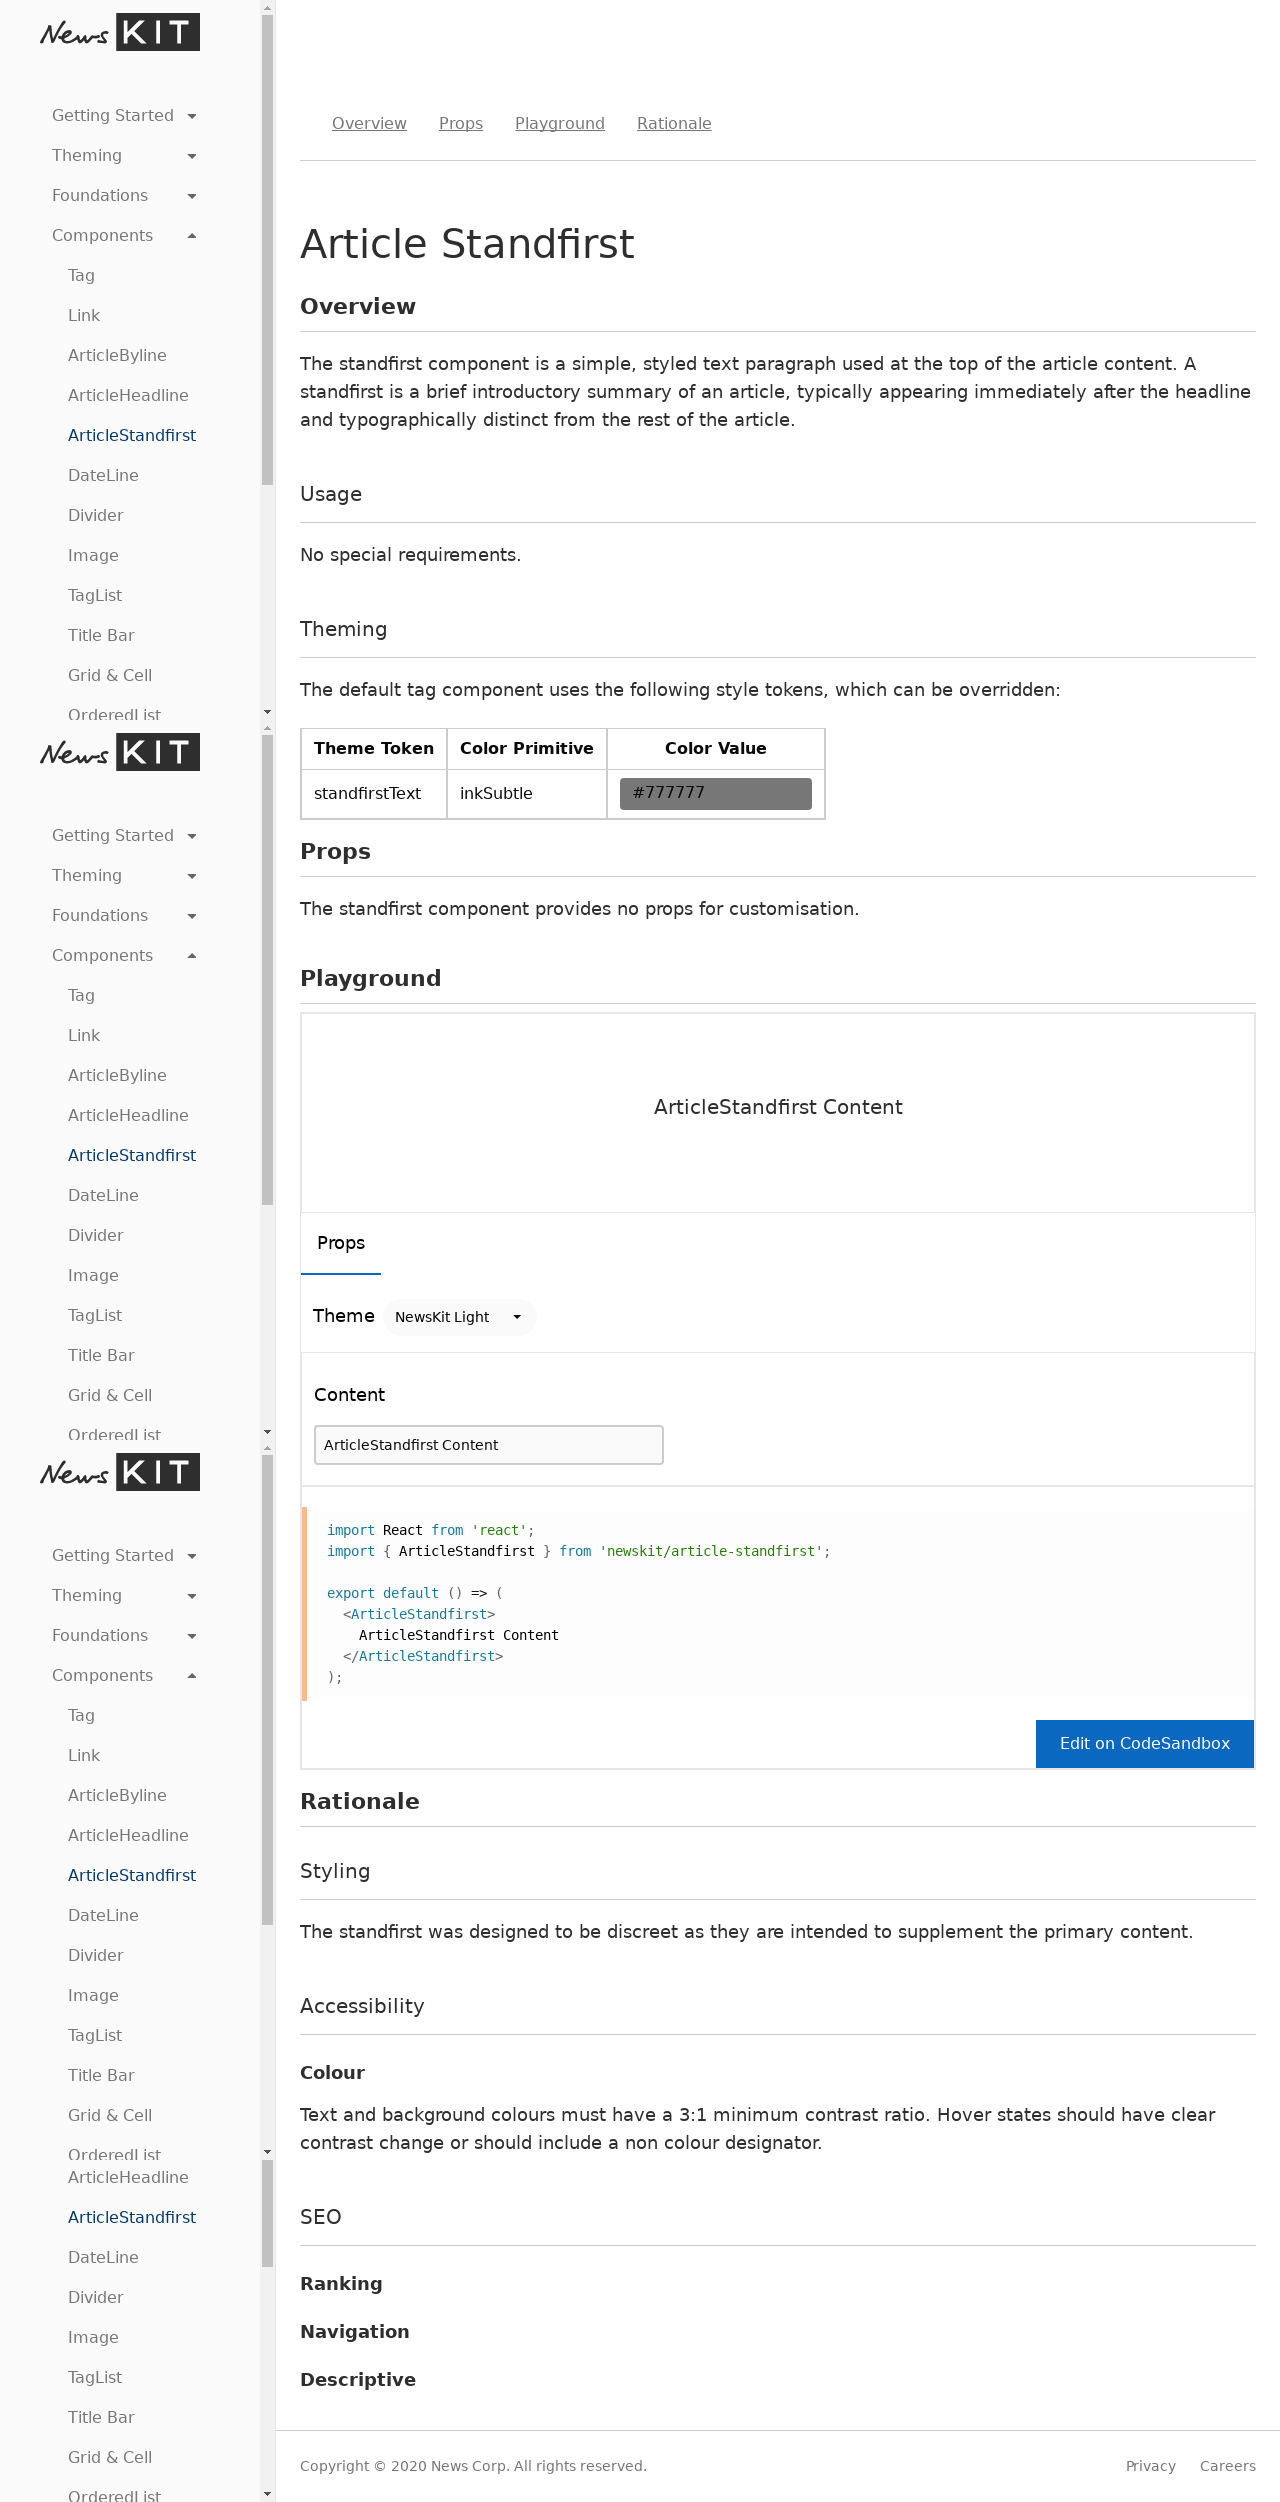 News KIT
Getting Started
Theming
Foundations
Components
Tag
Link
ArticleByline
ArticleHeadline
ArticleStandfirst
DateLine
Divider
Image
TagList
Title Bar
Grid & Cell
OrderedList
News KIT
Getting Started
Theming
Foundations
Components
Tag
Link
ArticleByline
ArticleHeadline
ArticleStandfirst
DateLine
Divider
Image
TagList
Title Bar
Grid & Cell
OrderedList
News KIT
Getting Started
Theming
Foundations
Components
Tag
Link
ArticleByline
ArticleHeadline
ArticleStandfirst
DateLine
Divider
Image
TagList
Title Bar
Grid & Cell
OrderedList
ArticleHeadline
ArticleStandfirst
DateLine
Divider
Image
TagList
Title Bar
Grid & Cell
OrderedList
Overview Props Playground Rationale
Article Standfirst
Overview
The standfirst component is a simple, styled text paragraph used at the top of the article content. A
standfirst is a brief introductory summary of an article, typically appearing immediately after the headline
and typographically distinct from the rest of the article.
Usage
No special requirements.
Theming
The default tag component uses the following style tokens, which can be overridden:
Theme Token Color Primitive Color Value
standfirstText inkSubtle #777777
Props
The standfirst component provides no props for customisation.
Playground
ArticleStandfirst Content
Props
Theme NewsKit Light
Content
ArticleStandfirst Content
import React from 'react';
import { ArticleStandfirst } from 'newskit/article-standfirst';
export default () => (
<ArticleStandfirst>
ArticleStandfirst Content
</ArticleStandfirst>
);
Edit on CodeSandbox
Rationale
Styling
The standfirst was designed to be discreet as they are intended to supplement the primary content.
Accessibility
Colour
Text and background colours must have a 3:1 minimum contrast ratio. Hover states should have clear
contrast change or should include a non colour designator.
SEO
Ranking
Navigation
Descriptive
Copyright © 2020 News Corp. All rights reserved. Privacy Careers